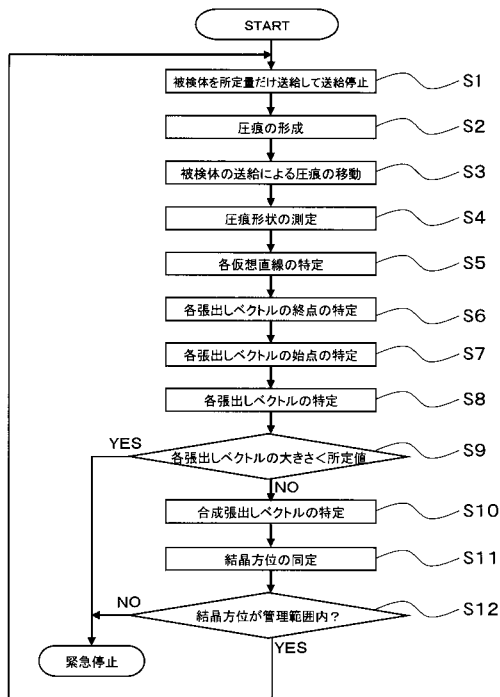 START
被検体を所定量だけ送給して送給停止
S1
圧痕の形成
S2
被検体の送給による圧痕の移動
S3
圧痕形状の測定
S4
各仮想直線の特定
S5
各張出しベクトルの終点の特定
S6
各張出しベクトルの始点の特定
S7
各張出しベクトルの特定
S8
YES
各張出しベクトルの大きさ<所定値
S9
NO
合成張出しベクトルの特定
S10
結晶方位の同定
S11
NO
結晶方位が管理範囲内?
S12
YES
緊急停止